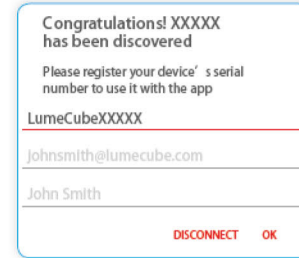 Congratulations! XXXXX
has been discovered
Please register your device’s serial
number to use it with the app
LumeCubeXXXXX
johnsmith@lumecube.com
John Smith
DISCONNECT OK